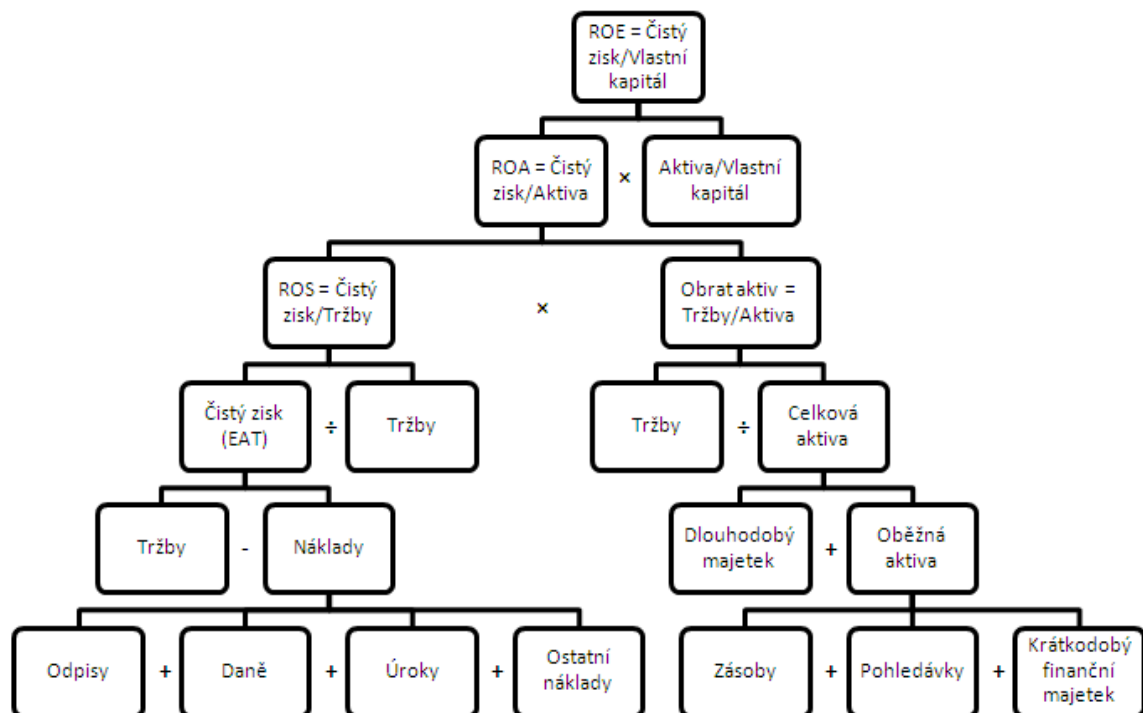 ROE = Čistý
zisk/Vlastní
kapitál
ROA = Čistý
zisk/Aktiva
×
Aktiva/Vlastní
kapitál
ROS = Čistý
zisk/Tržby
×
Obrat aktiv =
Tržby/Aktiva
Čistý zisk
(EAT)
÷
Tržby
Tržby
÷
Celková
aktiva
Tržby
-
Náklady
Dlouhodobý
majetek
+
Oběžná
aktiva
Odpisy
+
Daně
+
Úroky
+
Ostatní
náklady
Zásoby
+
Pohledávky
+
Krátkodobý
finanční
majetek